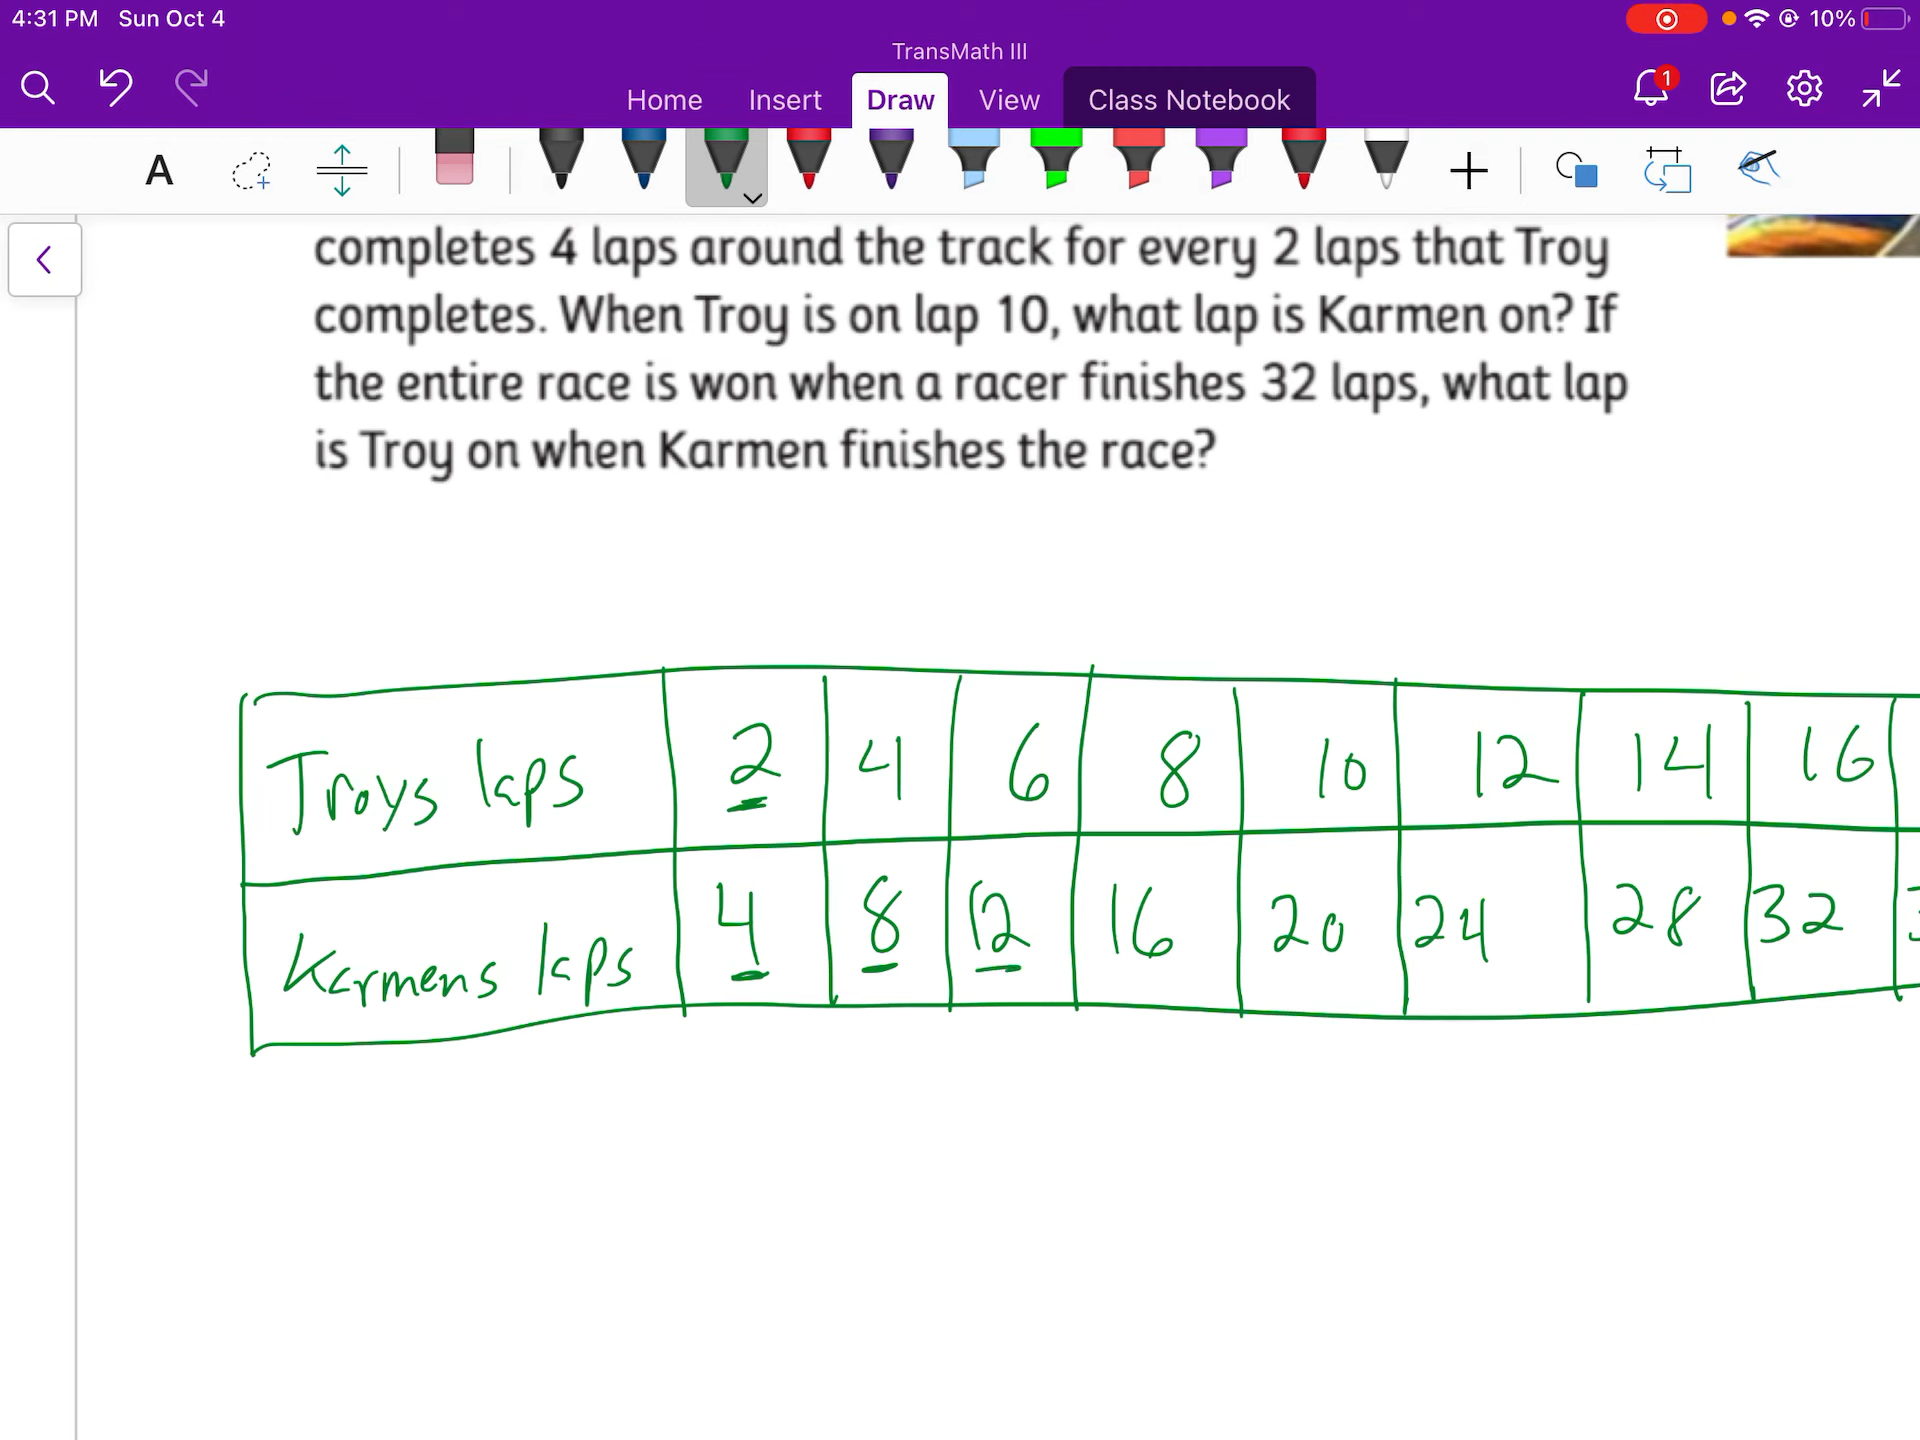 4:31 PM Sun Oct 4
10%
TransMath III
Home Insert Draw View Class Notebook
1
A
completes 4 laps around the track for every 2 laps that Troy
completes. When Troy is on lap 10, what lap is Karmen on? If
the entire race is won when a racer finishes 32 laps, what lap
is Troy on when Karmen finishes the race?
Troys laps 2 4 6 8 10 12 14 16
Karmens laps 4 8 12 16 20 24 28 32